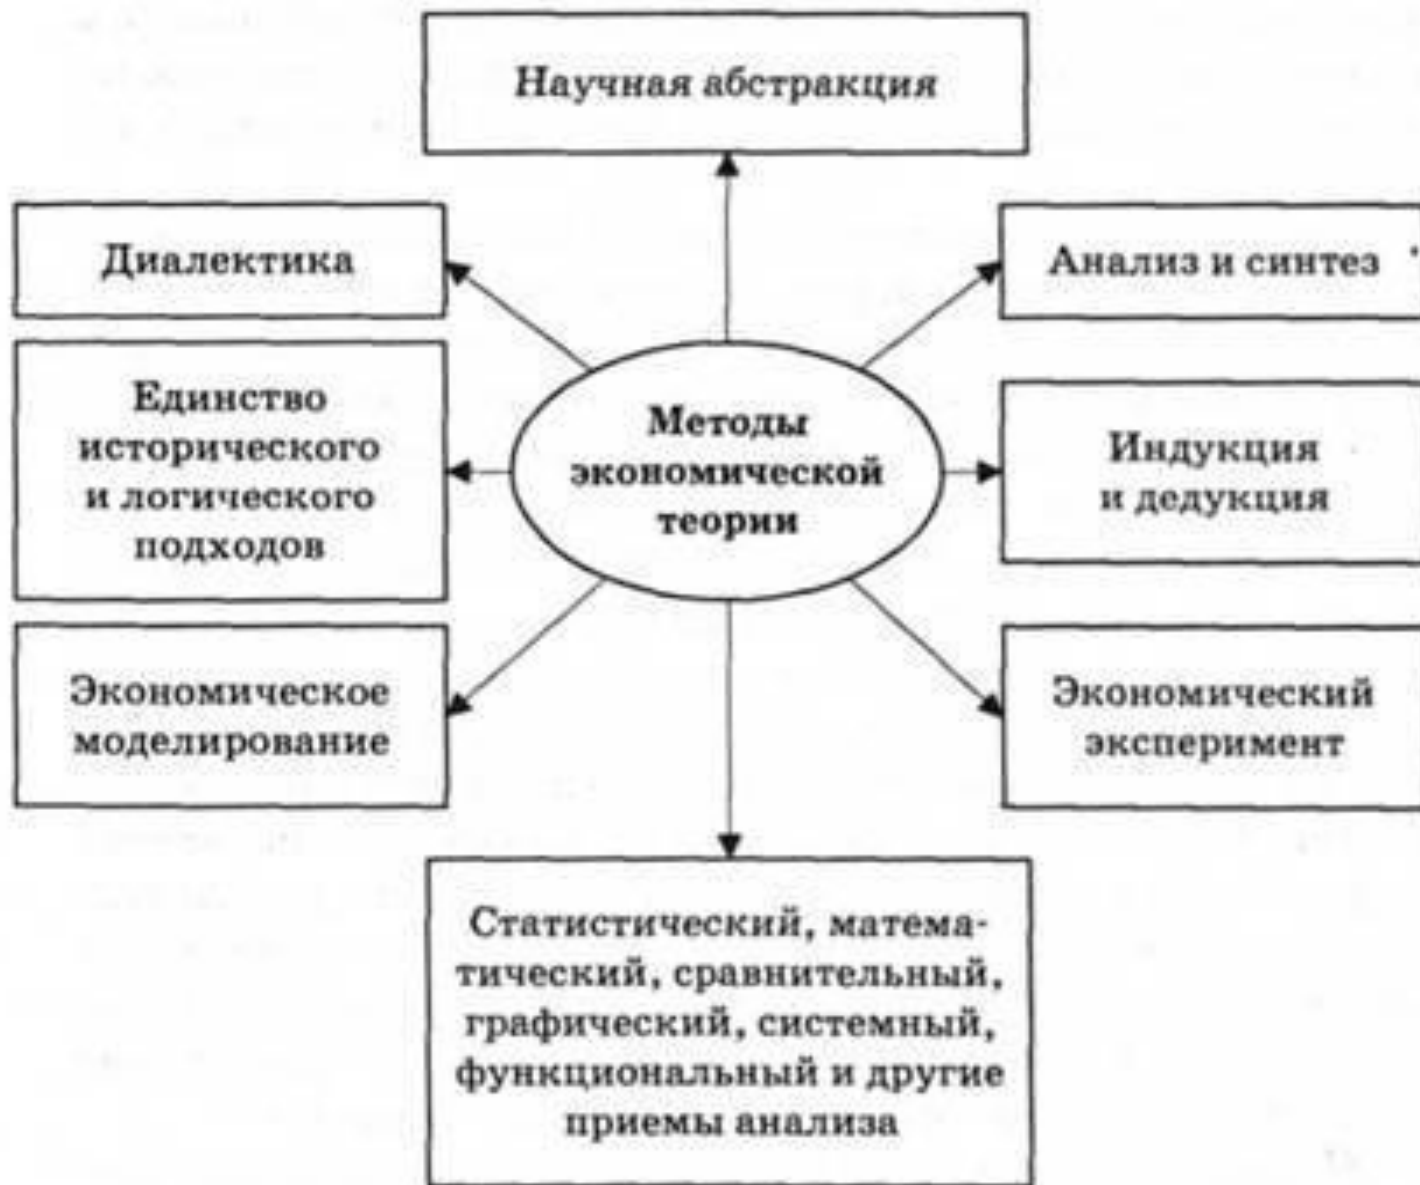 Научная абстракция
Диалектика
Анализ и синтез
Единство
исторического
и логического
подходов
Методы
экономической
теории
Индукция
и дедукция
Экономическое
моделирование
Экономический
эксперимент
Статистический, матема-
тический, сравнительный,
графический, системный,
функциональный и другие
приемы анализа